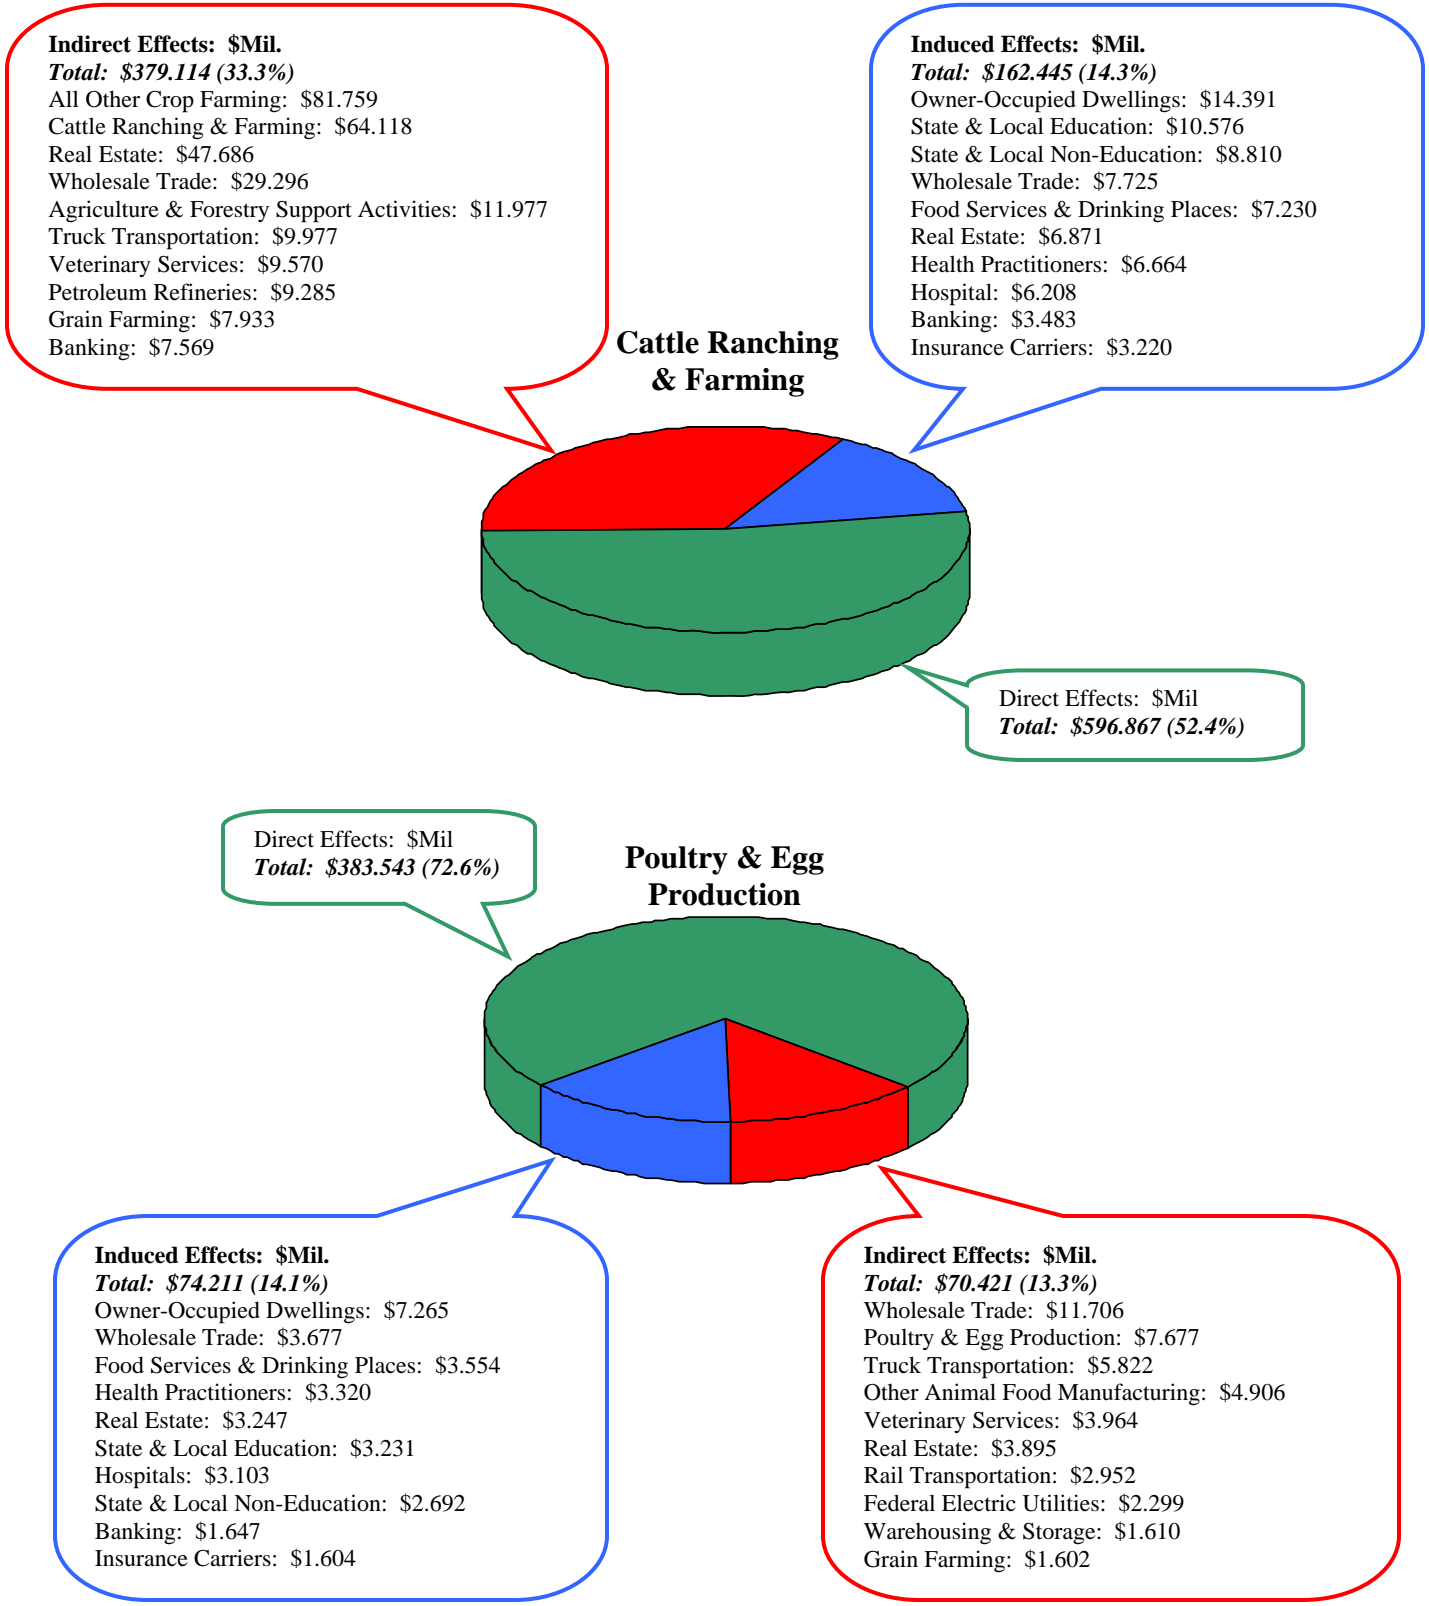 Indirect Effects: $Mil.
Total: $379.114 (33.3%)
All Other Crop Farming: $81.759
Cattle Ranching & Farming: $64.118
Real Estate: $47.686
Wholesale Trade: $29.296
Agriculture & Forestry Support Activities: $11.977
Truck Transportation: $9.977
Veterinary Services: $9.570
Petroleum Refineries: $9.285
Grain Farming: $7.933
Banking: $7.569
Induced Effects: $Mil.
Total: $162.445 (14.3%)
Owner-Occupied Dwellings: $14.391
State & Local Education: $10.576
State & Local Non-Education: $8.810
Wholesale Trade: $7.725
Food Services & Drinking Places: $7.230
Real Estate: $6.871
Health Practitioners: $6.664
Hospital: $6.208
Banking: $3.483
Insurance Carriers: $3.220
Cattle Ranching
& Farming
Direct Effects: $Mil
Total: $596.867 (52.4%)
Direct Effects: $Mil
Total: $383.543 (72.6%)
Poultry & Egg
Production
Induced Effects: $Mil.
Total: $74.211 (14.1%)
Owner-Occupied Dwellings: $7.265
Wholesale Trade: $3.677
Food Services & Drinking Places: $3.554
Health Practitioners: $3.320
Real Estate: $3.247
State & Local Education: $3.231
Hospitals: $3.103
State & Local Non-Education: $2.692
Banking: $1.647
Insurance Carriers: $1.604
Indirect Effects: $Mil.
Total: $70.421 (13.3%)
Wholesale Trade: $11.706
Poultry & Egg Production: $7.677
Truck Transportation: $5.822
Other Animal Food Manufacturing: $4.906
Veterinary Services: $3.964
Real Estate: $3.895
Rail Transportation: $2.952
Federal Electric Utilities: $2.299
Warehousing & Storage: $1.610
Grain Farming: $1.602